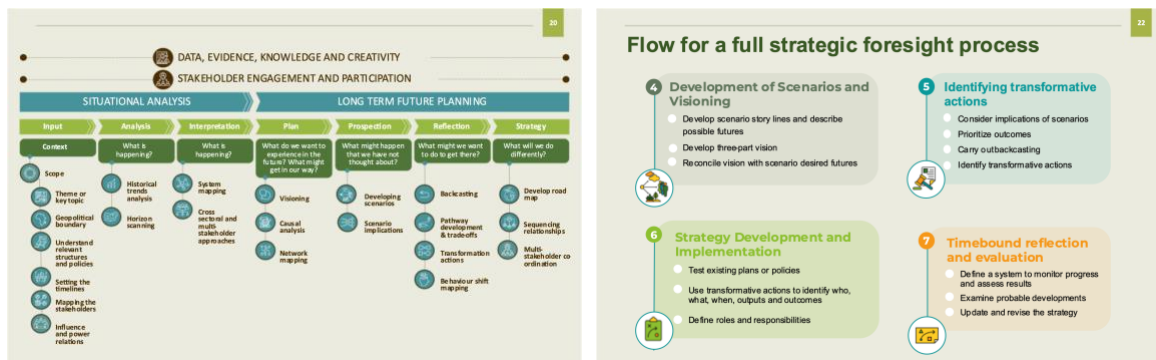 20
DATA, EVIDENCE, KNOWLEDGE AND CREATIVITY
STAKEHOLDER ENGAGEMENT AND PARTICIPATION
SITUATIONAL ANALYSIS
LONG TERM FUTURE PLANNING
Input
Analysis
Interpretation
Plan
Prospection
Reflection
Strategy
Context
What is
happening?
What is
happening?
What do we want to
experience in the
future? What might
get in our way?
What might happen
that we have not
thought about?
What might we want
to do to get there?
What will we do
differently?
Scope
Theme or
key topic
Geopolitical
boundary
Understand
relevant
structures
and policies
Setting the
timelines
Mapping the
stakeholders
Influence
and power
relations
Historical
trends
analysis
Horizon
scanning
System
mapping
Cross
sectoral and
multi-
stakeholder
approaches
Visioning
Causal
analysis
Network
mapping
Developing
scenarios
Scenario
implications
Backcasting
Pathway
development
& tradeoffs
Transformation
actions
Behaviour shift
mapping
Develop road
map
Sequencing
relationships
Multi-
stakeholder co
ordination
22
Flow for a full strategic foresight process
4
Development of Scenarios and
Visioning
Develop scenario story lines and describe
possible futures
Develop three-part vision
Reconcile vision with scenario desired futures
5
Identifying transformative
actions
Consider implications of scenarios
Prioritize outcomes
Carry outbackcasting
Identify transformative actions
6
Strategy Development and
Implementation
Test existing plans or policies
Use transformative actions to identify who,
what, when, outputs and outcomes
Define roles and responsibilities
7
Timebound reflection
and evaluation
Define a system to monitor progress
and assess results
Examine probable developments
Update and revise the strategy